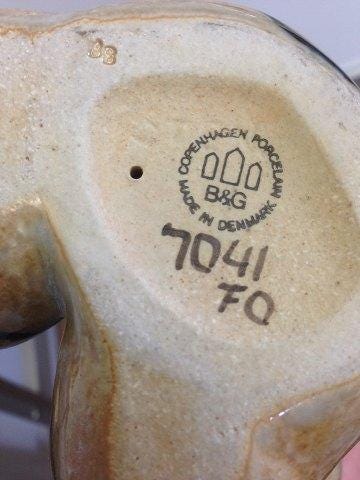 COPENHAGEN PORCELAIN
B&G
MADE IN DENMARK
7041
FO